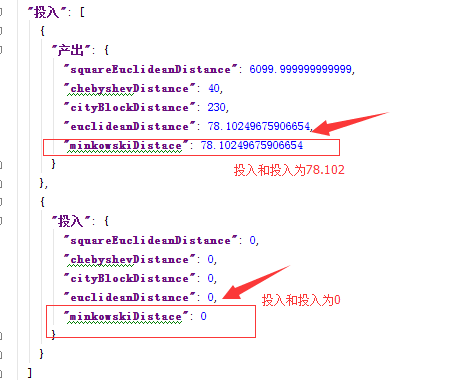 "投入": [
{
"产出": {
"squareEuclideanDistance": 6099.999999999999,
"chebyshevDistance": 40,
"cityBlockDistance": 230,
"euclideanDistance": 78.10249675906654,
"minkowskiDistace": 78.10249675906654
投入和投入为78.102
}
},
{
"投入": {
"squareEuclideanDistance": 0,
"chebyshevDistance": 0,
"cityBlockDistance": 0,
"euclideanDistance": 0,
投入和投入为0
"minkowskiDistace": 0
}
}
]